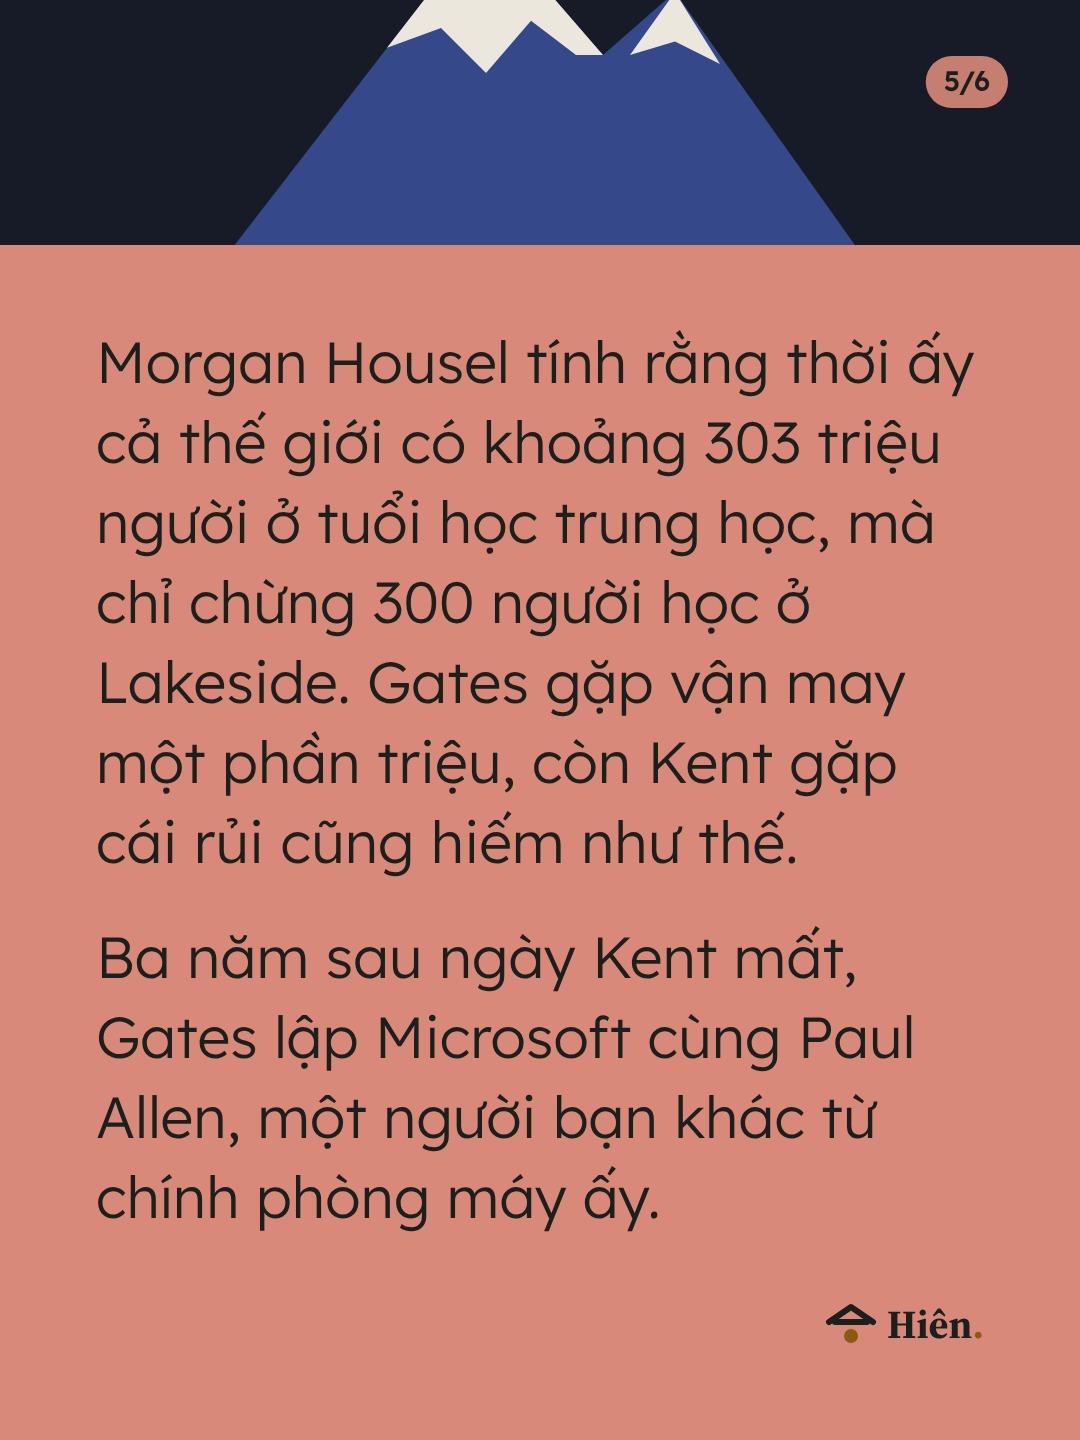 5/6
Morgan Housel tính rằng thời ấy
cả thế giới có khoảng 303 triệu
người ở tuổi học trung học, mà
chỉ chừng 300 người học ở
Lakeside. Gates gặp vận may
một phần triệu, còn Kent gặp
cái rủi cũng hiếm như thế.
Ba năm sau ngày Kent mất,
Gates lập Microsoft cùng Paul
Allen, một người bạn khác từ
chính phòng máy ấy.
Hiên.